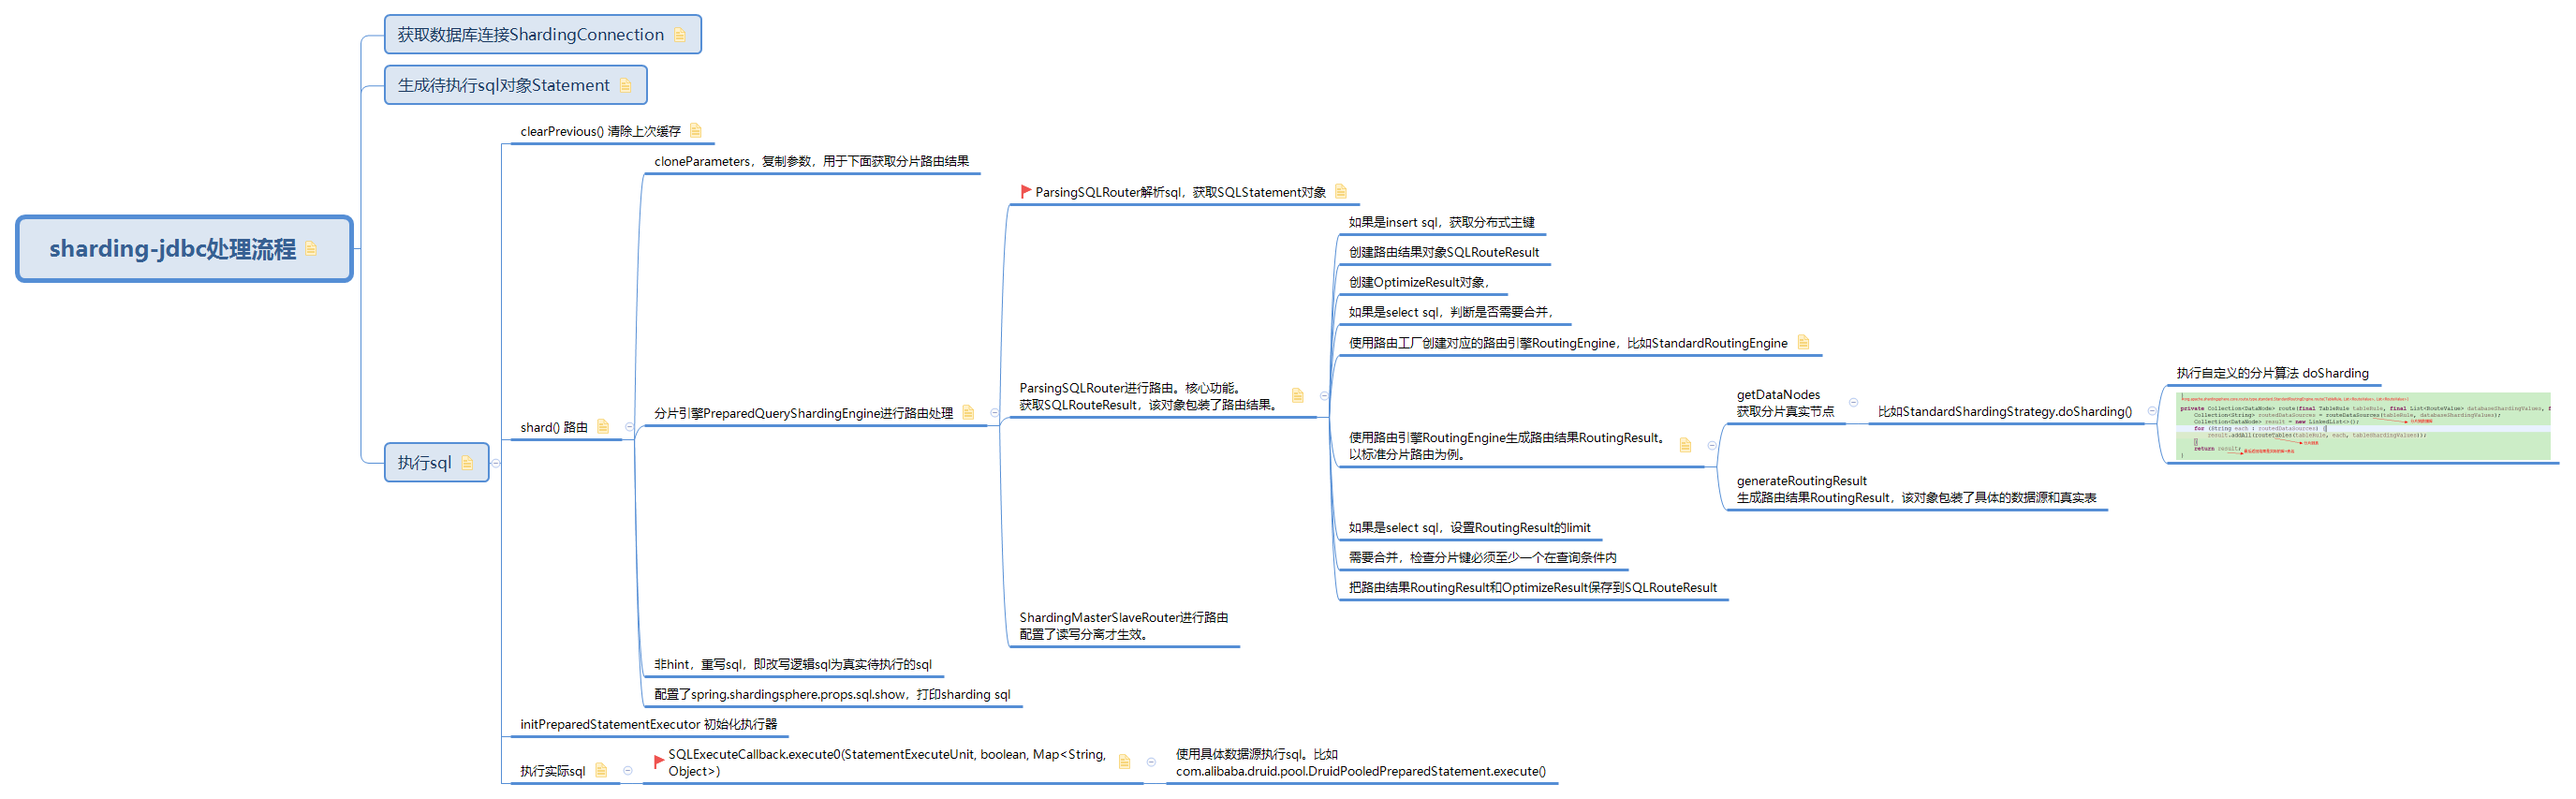 sharding-jdbc处理流程
获取数据库连接ShardingConnection
生成待执行sql对象Statement
执行sql
clearPrevious() 清除上次缓存
shard() 路由
cloneParameters，复制参数，用于下面获取分片路由结果
分片引擎PreparedQueryShardingEngine进行路由处理
ParsingSQLRouter解析sql，获取SQLStatement对象
ParsingSQLRouter进行路由。核心功能。
获取SQLRouteResult，该对象包装了路由结果。
如果是insert sql，获取分布式主键
创建路由结果对象SQLRouteResult
创建OptimizeResult对象，
如果是select sql，判断是否需要合并，
使用路由工厂创建对应的路由引擎RoutingEngine，比如StandardRoutingEngine
使用路由引擎RoutingEngine生成路由结果RoutingResult。
以标准分片路由为例。
getDataNodes
获取分片真实节点
比如StandardShardingStrategy.doSharding()
执行自定义的分片算法 doSharding
private Collection<DataNode> route(final TableRule tableRule, final List<RouteValue> databaseShardingValues, f
Collection<String> routedDataSources = routeDataSources(tableRule, databaseShardingValues);
Collection<DataNode> result = new LinkedList<>();
for (String each : routedDataSources) {
result.addAll(routeTables(tableRule, each, tableShardingValues));
}
return result;
}
generateRoutingResult
生成路由结果RoutingResult，该对象包装了具体的数据源和真实表
如果是select sql，设置RoutingResult的limit
需要合并，检查分片键必须至少一个在查询条件内
把路由结果RoutingResult和OptimizeResult保存到SQLRouteResult
ShardingMasterSlaveRouter进行路由
配置了读写分离才生效。
非hint，重写sql，即改写逻辑sql为真实待执行的sql
配置了spring.shardingsphere.props.sql.show，打印sharding sql
initPreparedStatementExecutor 初始化执行器
执行实际sql
SQLExecuteCallback.execute0(StatementExecuteUnit, boolean, Map<String,
Object>)
使用具体数据源执行sql。比如
com.alibaba.druid.pool.DruidPooledPreparedStatement.execute()